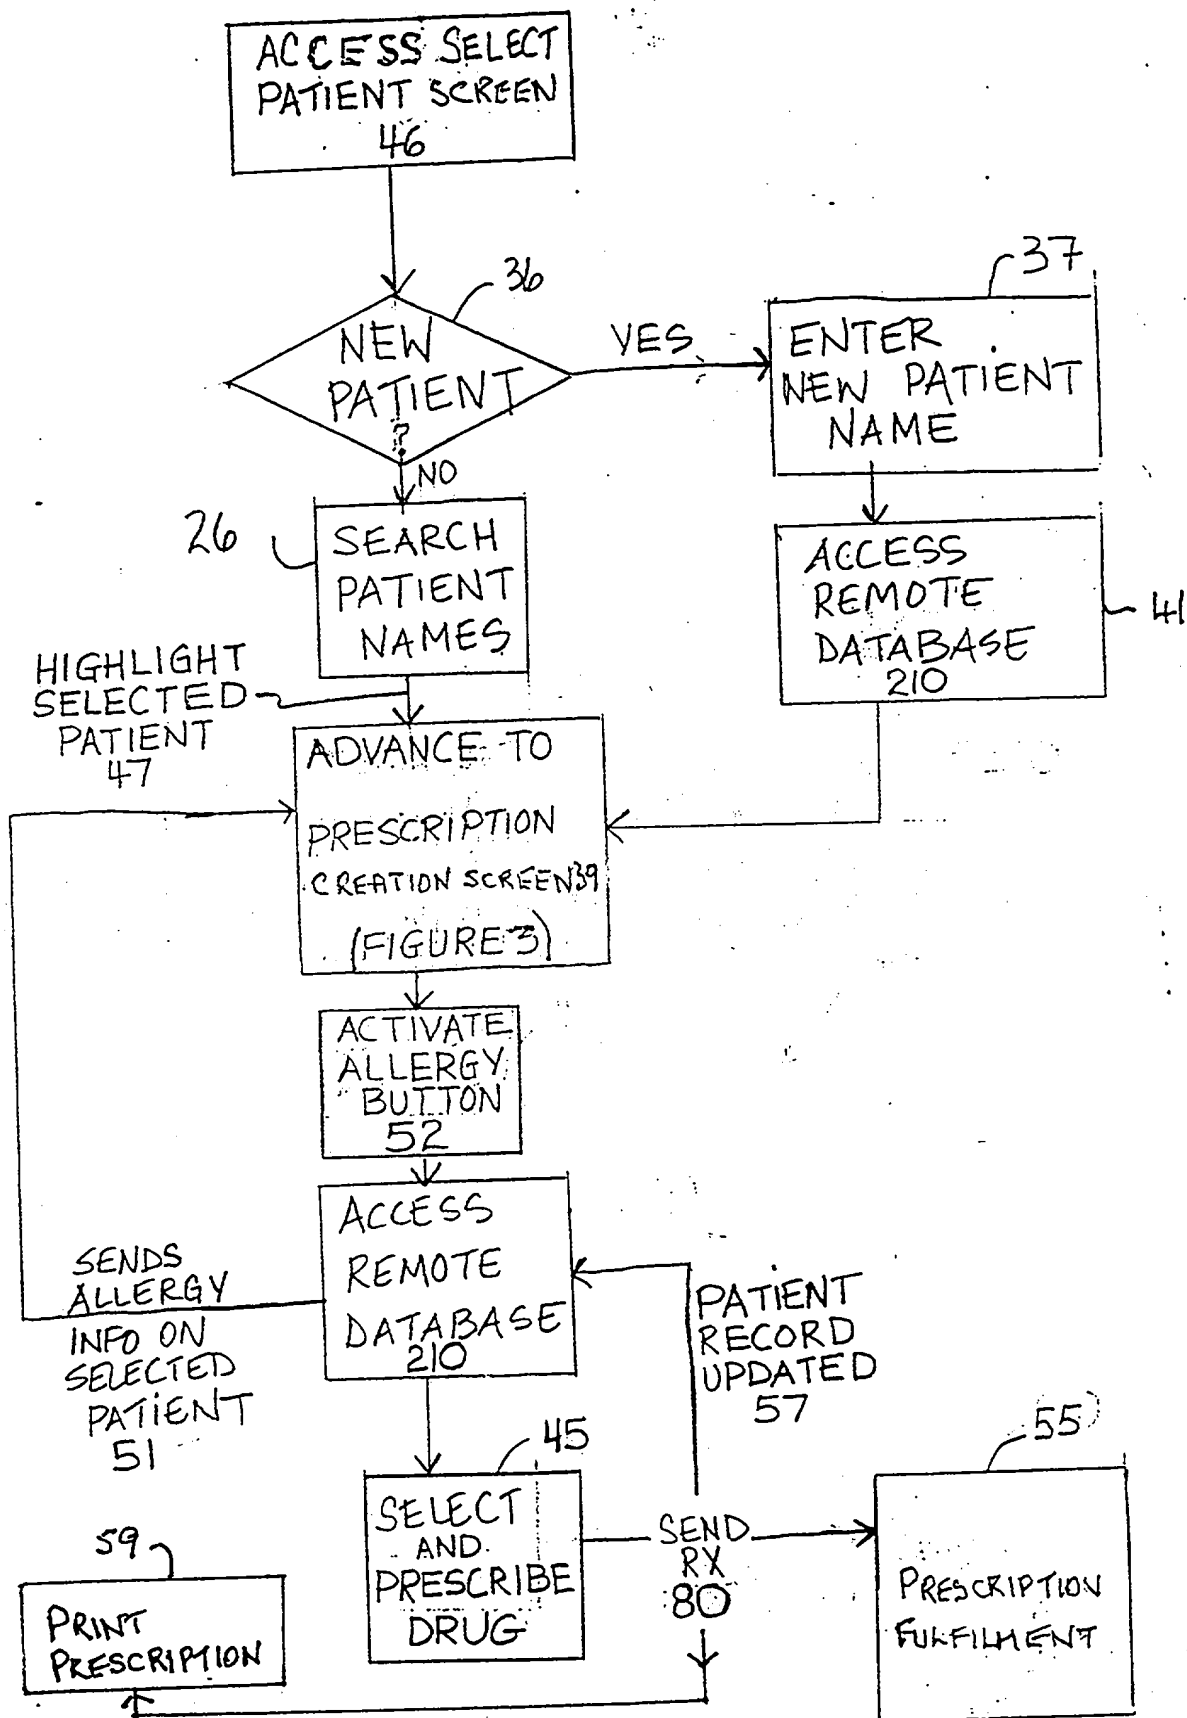 ACCESS SELECT
PATIENT SCREEN
46
36
NEW
PATIENT
?
YES
37
ENTER
NEW PATIENT
NAME
NO
26
SEARCH
PATIENT
NAMES
ACCESS
REMOTE
DATABASE
210
41
HIGHLIGHT
SELECTED
PATIENT
47
ADVANCE TO
PRESCRIPTION
CREATION SCREEN 39
(FIGURE 3)
ACTIVATE
ALLERGY
BUTTON
52
ACCESS
REMOTE
DATABASE
210
SENDS
ALLERGY
INFO ON
SELECTED
PATIENT
51
PATIENT
RECORD
UPDATED
57
45
SELECT
AND
PRESCRIBE
DRUG
SEND
RX
80
55
PRESCRIPTION
FULFILMENT
59
PRINT
PRESCRIPTION